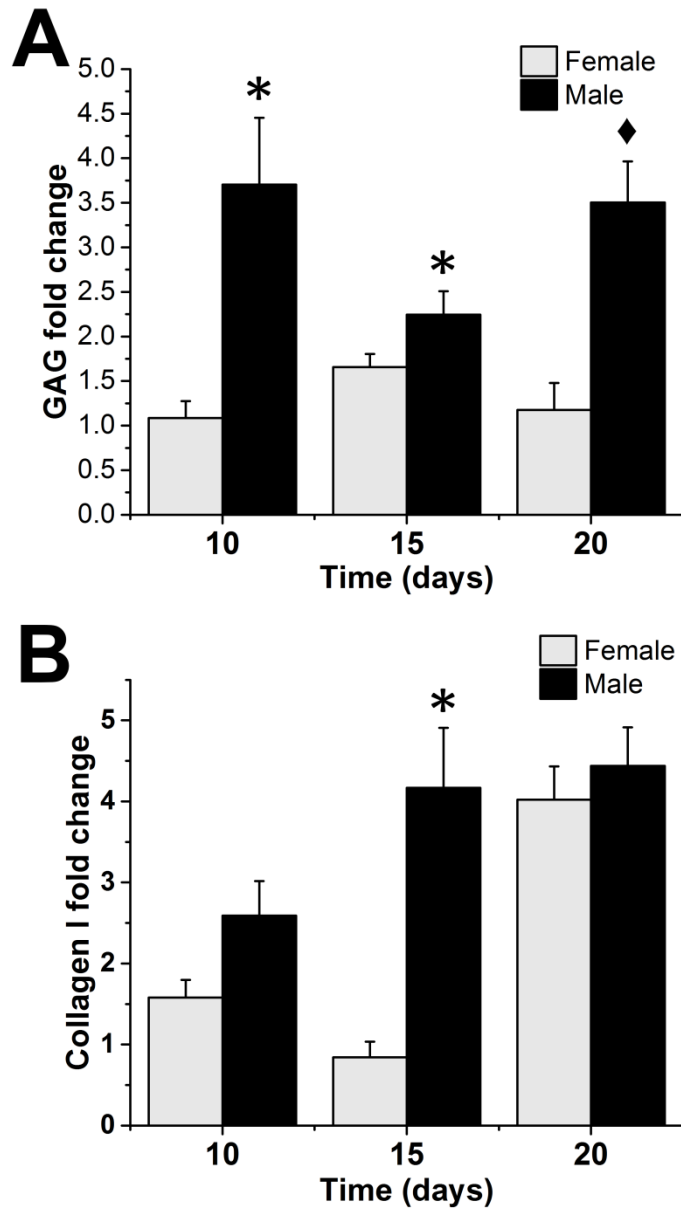 A
Female
Male
5.0
4.5
*
♦
4.0
3.5
3.0
*
2.5
2.0
1.5
1.0
0.5
0.0
GAG fold change
10 15 20
Time (days)
B
Female
Male
*
5
4
3
2
1
0
Collagen I fold change
10 15 20
Time (days)